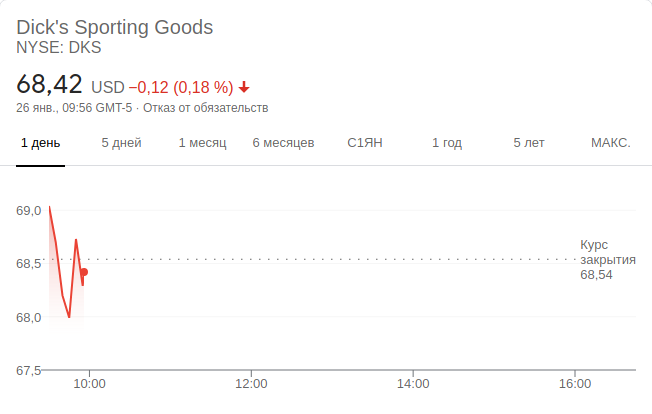 Dick's Sporting Goods
NYSE: DKS
68,42 USD −0,12 (0,18 %)
26 янв., 09:56 GMT-5 · Отказ от обязательств
1 день 5 дней 1 месяц 6 месяцев С1ЯН 1 год 5 лет МАКС.
69,0
Курс
68,5 закрытия
68,54
68,0
67,5
10:00 12:00 14:00 16:00